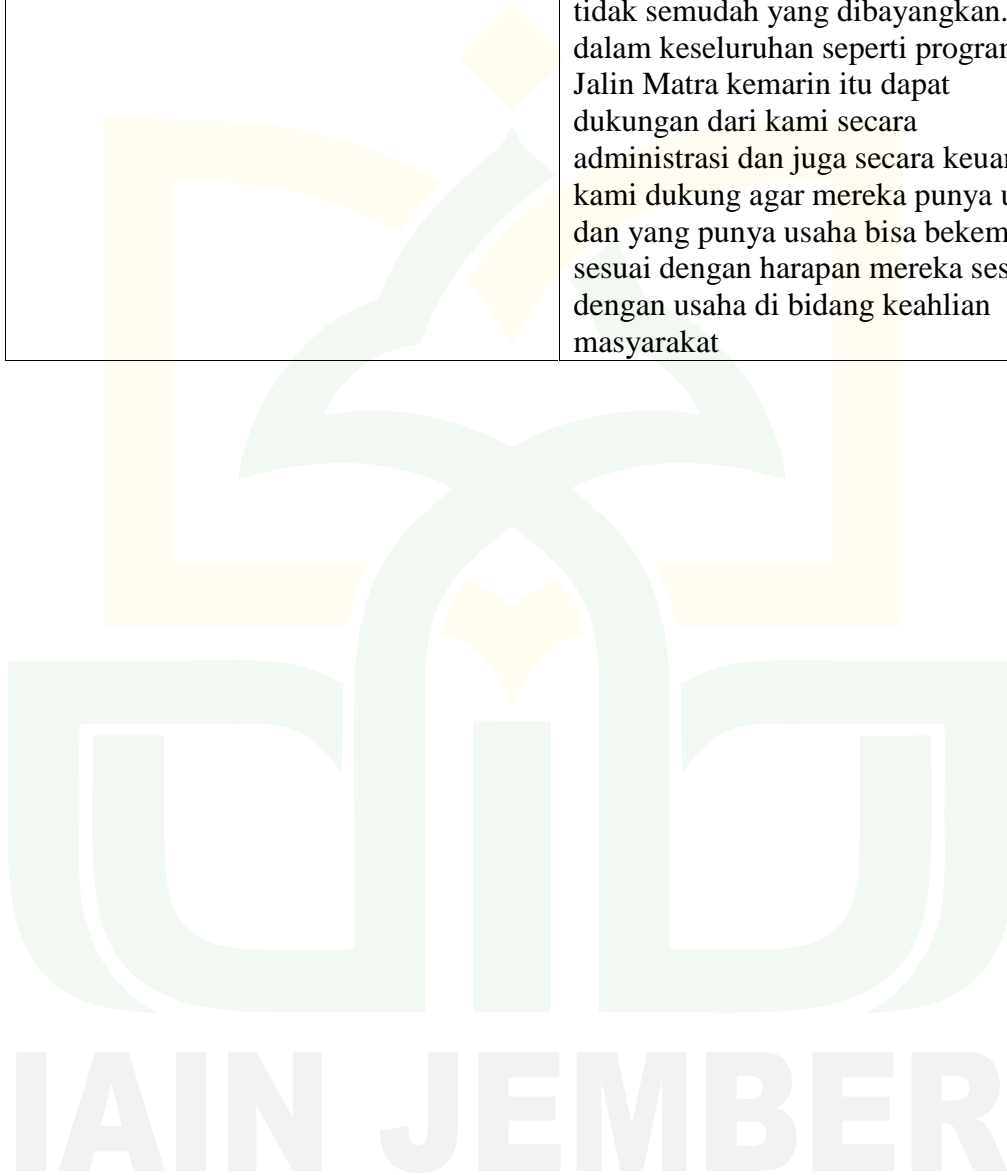 tidak semudah yang dibayangkan.
dalam keseluruhan seperti program
Jalin Matra kemarin itu dapat
dukungan dari kami secara
administrasi dan juga secara
kami dukung agar mereka punya
dan yang punya usaha bisa
sesuai dengan harapan mereka
dengan usaha di bidang keahlian
masyarakat
IAIN JEMBER